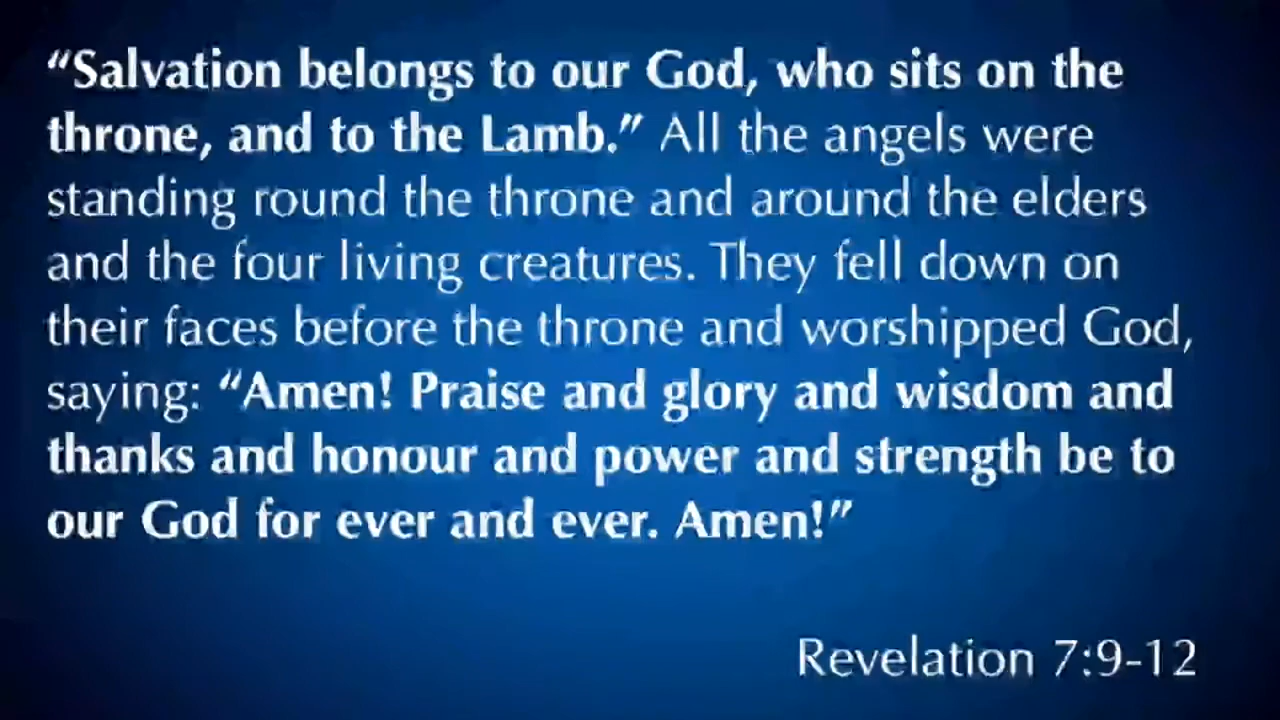 “Salvation belongs to our God, who sits on the
throne, and to the Lamb.” All the angels were
standing round the throne and around the elders
and the four living creatures. They fell down on
their faces before the throne and worshipped God,
saying: “Amen! Praise and glory and wisdom and
thanks and honour and power and strength be to
our God for ever and ever. Amen!”
Revelation 7:9-12